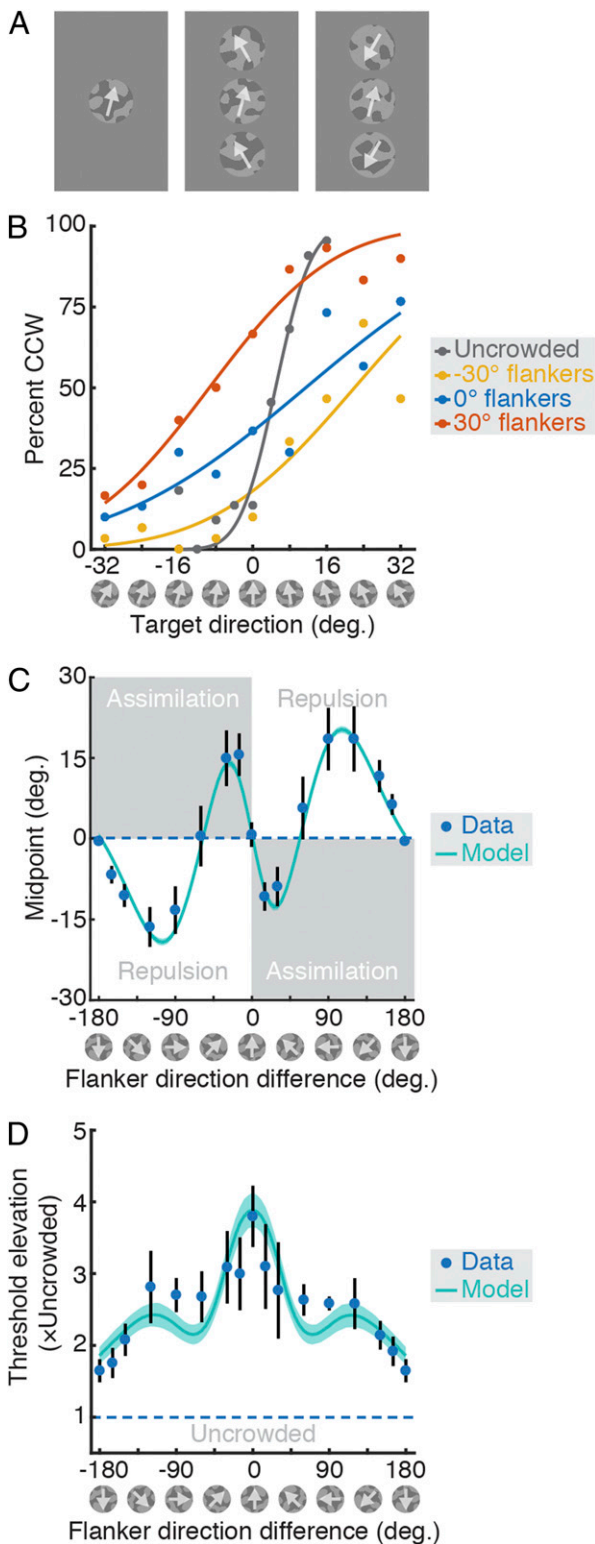 A
B
100
75
50
25
0
Percent CCW
-32
-16
0
16
32
Target direction (deg.)
Uncrowded
-30° flankers
0° flankers
30° flankers
C
30
15
0
-15
-30
Midpoint (deg.)
Assimilation
Repulsion
Repulsion
Assimilation
Data
Model
-180
-90
0
90
180
Flanker direction difference (deg.)
D
5
4
3
2
1
Threshold elevation
(×Uncrowded)
Uncrowded
Data
Model
-180
-90
0
90
180
Flanker direction difference (deg.)